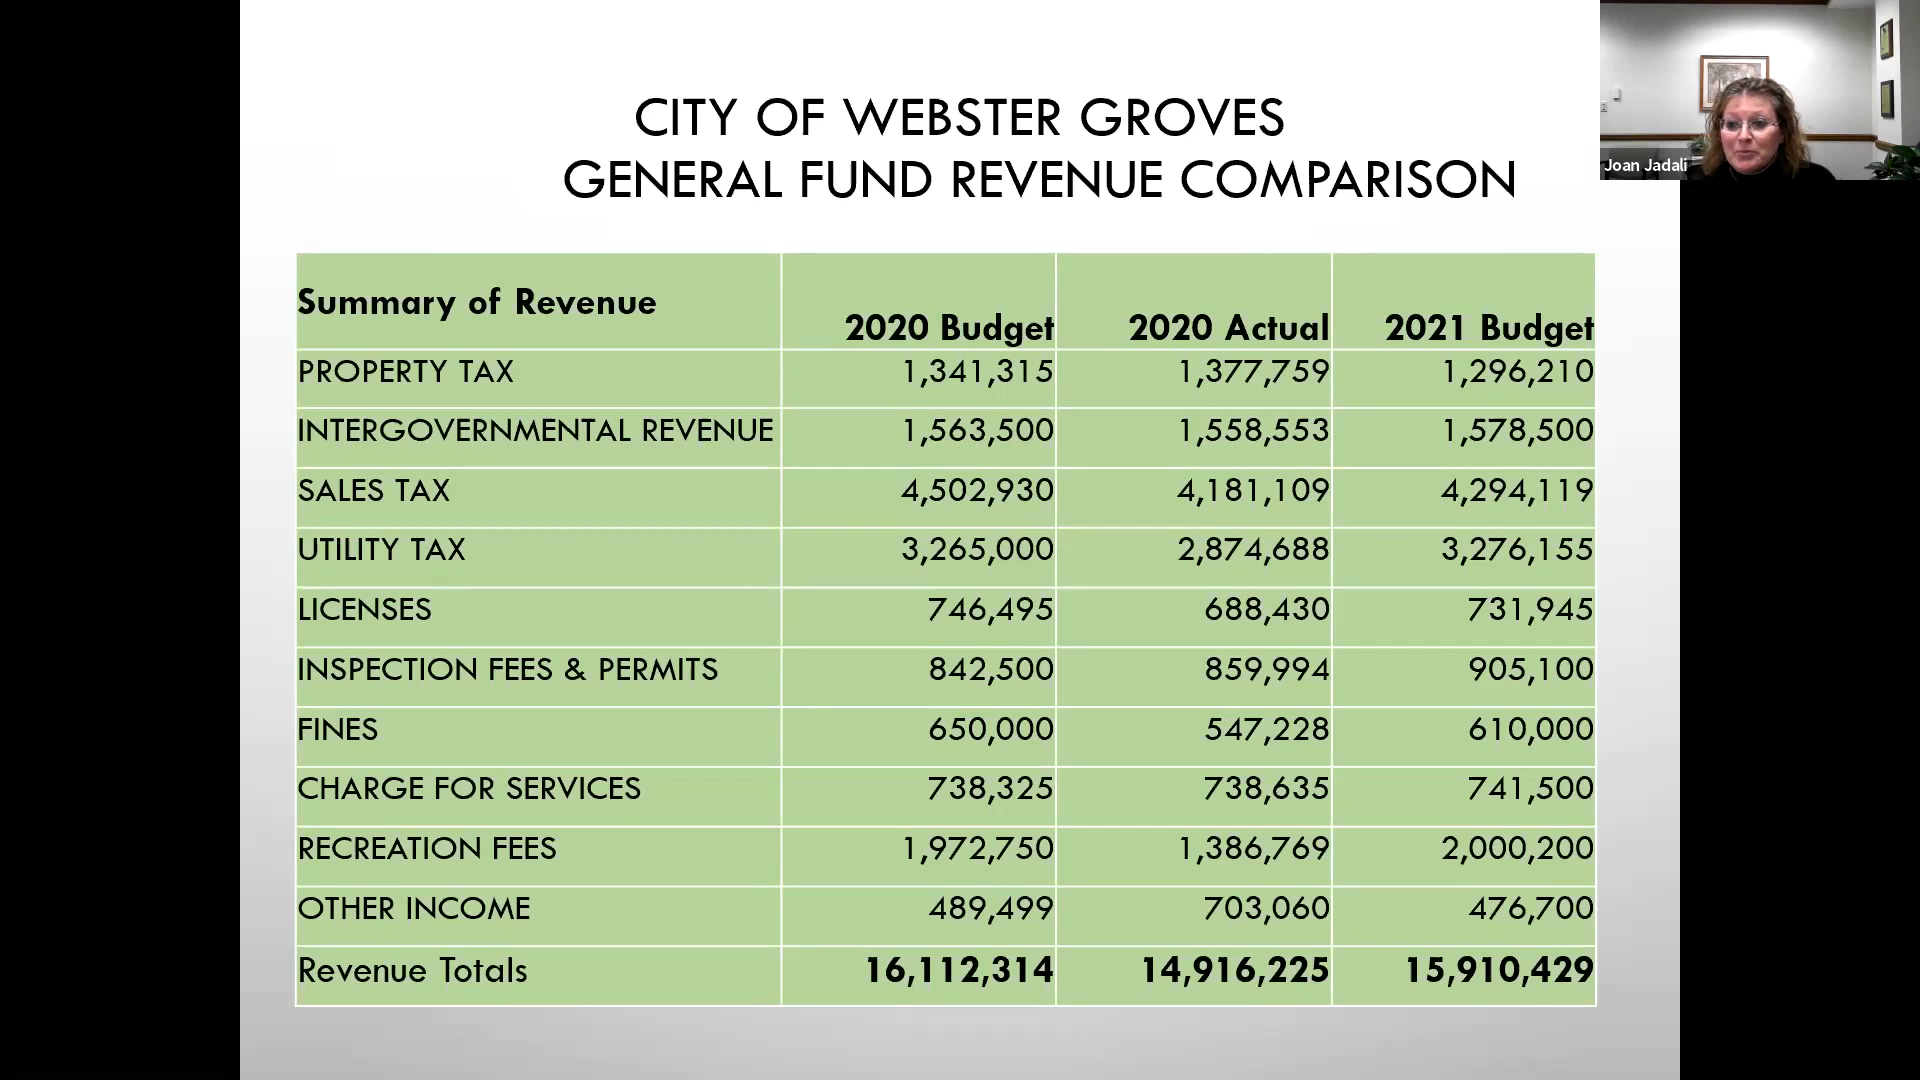 CITY OF WEBSTER GROVES
GENERAL FUND REVENUE COMPARISON
Joan Jadali
Summary of Revenue 2020 Budget 2020 Actual 2021 Budget
PROPERTY TAX 1,341,315 1,377,759 1,296,210
INTERGOVERNMENTAL REVENUE 1,563,500 1,558,553 1,578,500
SALES TAX 4,502,930 4,181,109 4,294,119
UTILITY TAX 3,265,000 2,874,688 3,276,155
LICENSES 746,495 688,430 731,945
INSPECTION FEES & PERMITS 842,500 859,994 905,100
FINES 650,000 547,228 610,000
CHARGE FOR SERVICES 738,325 738,635 741,500
RECREATION FEES 1,972,750 1,386,769 2,000,200
OTHER INCOME 489,499 703,060 476,700
Revenue Totals 16,112,314 14,916,225 15,910,429